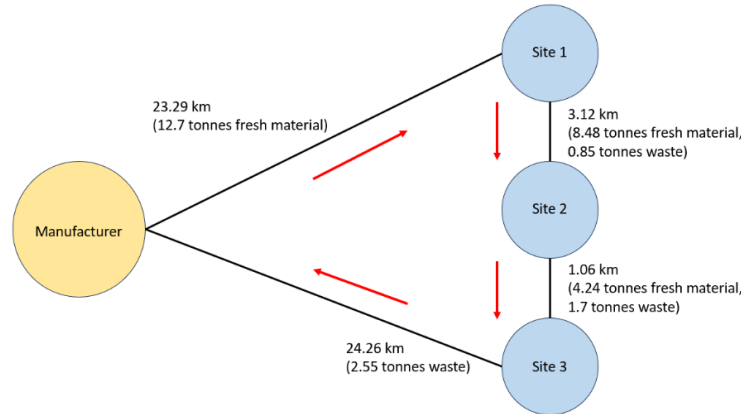 Site 1
23.29 km
(12.7 tonnes fresh material)
3.12 km
(8.48 tonnes fresh material,
0.85 tonnes waste)
Manufacturer
Site 2
1.06 km
(4.24 tonnes fresh material,
1.7 tonnes waste)
24.26 km
(2.55 tonnes waste)
Site 3